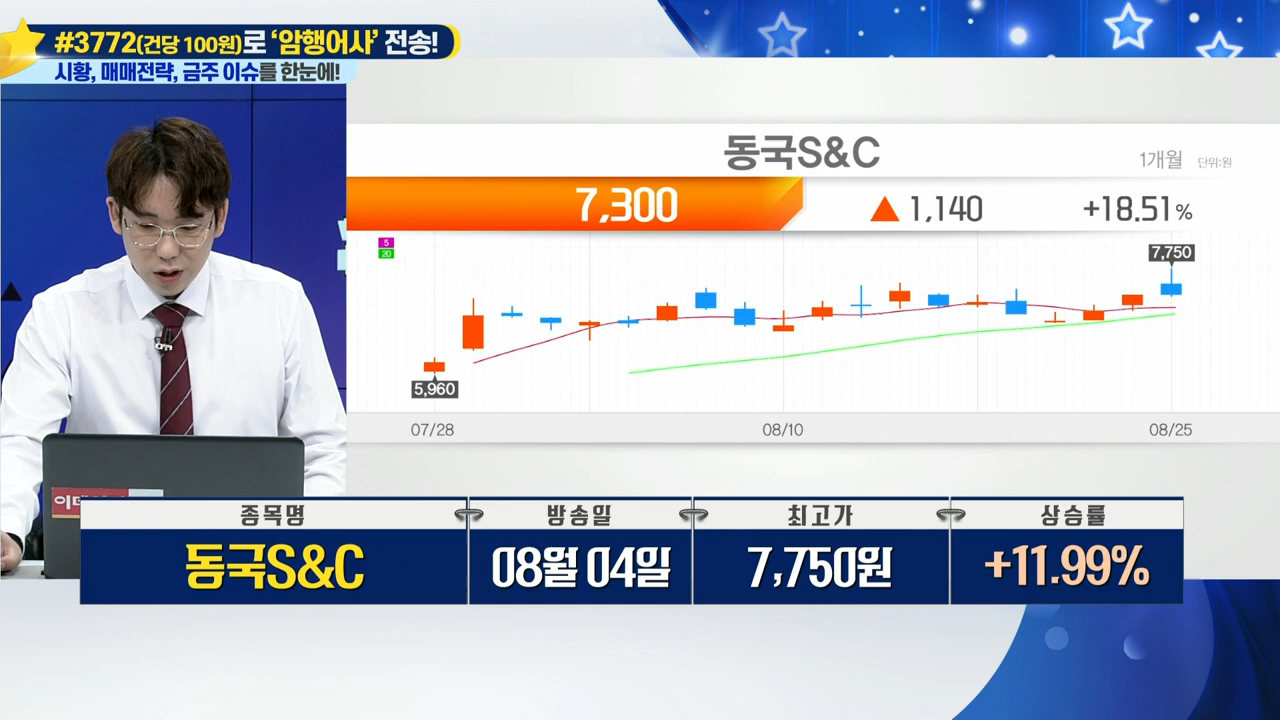 #3772(건당 100원)로 ‘암행어사’ 전송!
시황, 매매전략, 금주 이슈를 한눈에!
동국S&C
1개월 단위:원
7,300 ▲ 1,140 +18.51%
5
20
7,750
5,960
07/28 08/10 08/25
종목명 방송일 최고가 상승률
동국S&C 08월 04일 7,750원 +11.99%